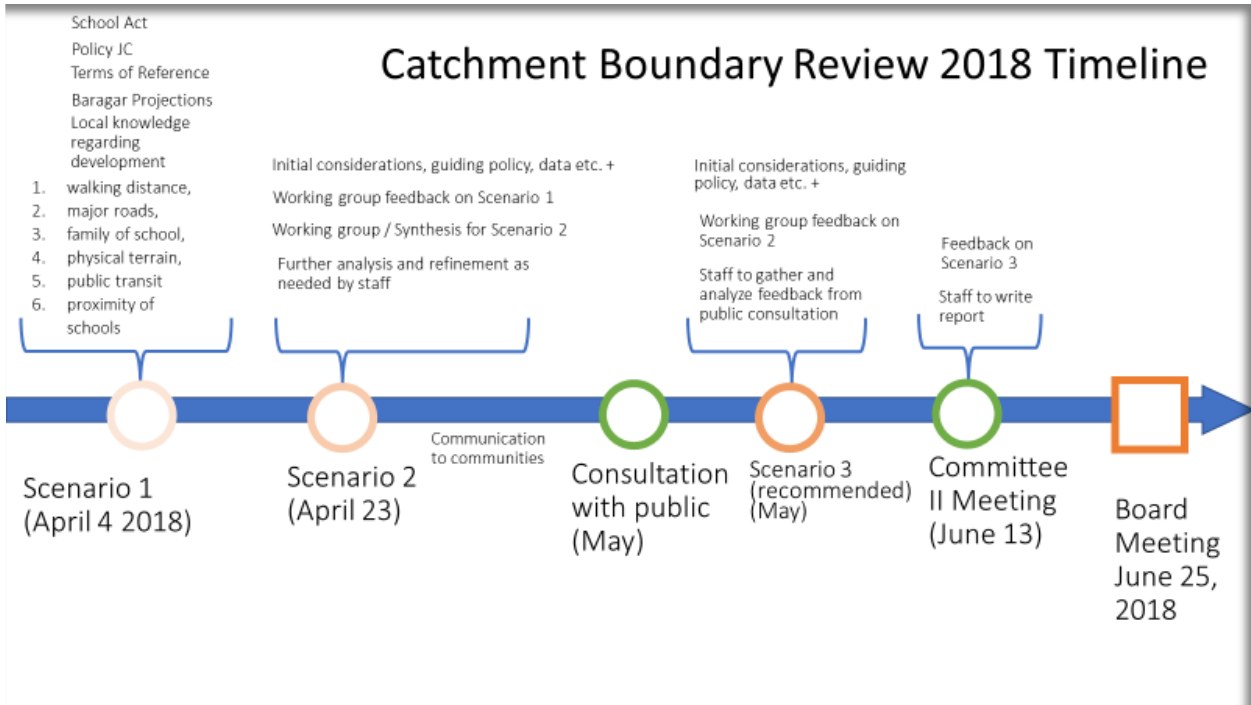 Catchment Boundary Review 2018 Timeline
School Act
Policy JC
Terms of Reference
Baragar Projections
Local knowledge
regarding
development
1. walking distance,
2. major roads,
3. family of school,
4. physical terrain,
5. public transit
6. proximity of
schools
Initial considerations, guiding policy, data etc. +
Working group feedback on Scenario 1
Working group / Synthesis for Scenario 2
Further analysis and refinement as
needed by staff
Initial considerations, guiding
policy, data etc. +
Working group feedback on
Scenario 2
Staff to gather and
analyze feedback from
public consultation
Feedback on
Scenario 3
Staff to write
report
Scenario 1
(April 4 2018)
Scenario 2
(April 23)
Communication
to communities
Consultation
with public
(May)
Scenario 3
(recommended)
(May)
Committee
II Meeting
(June 13)
Board
Meeting
June 25,
2018